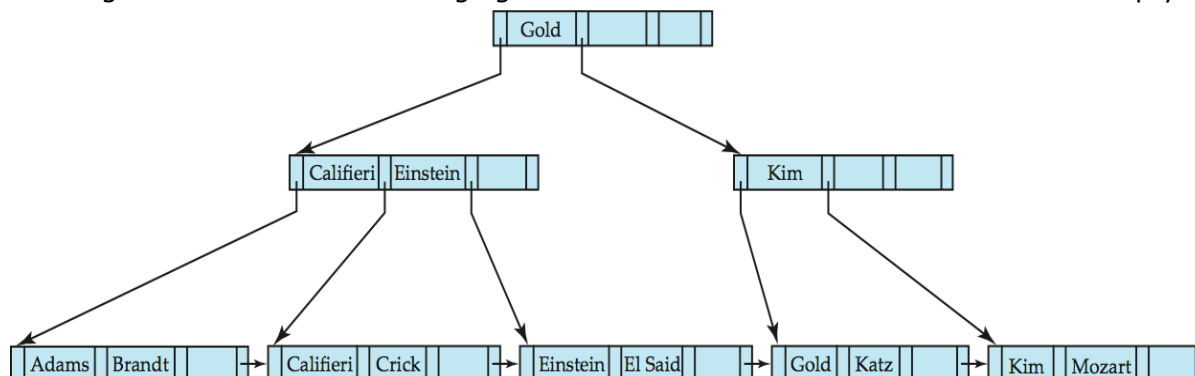 Gold
Califieri Einstein
Kim
Adams Brandt
Califieri Crick
Einstein El Said
Gold Katz
Kim Mozart